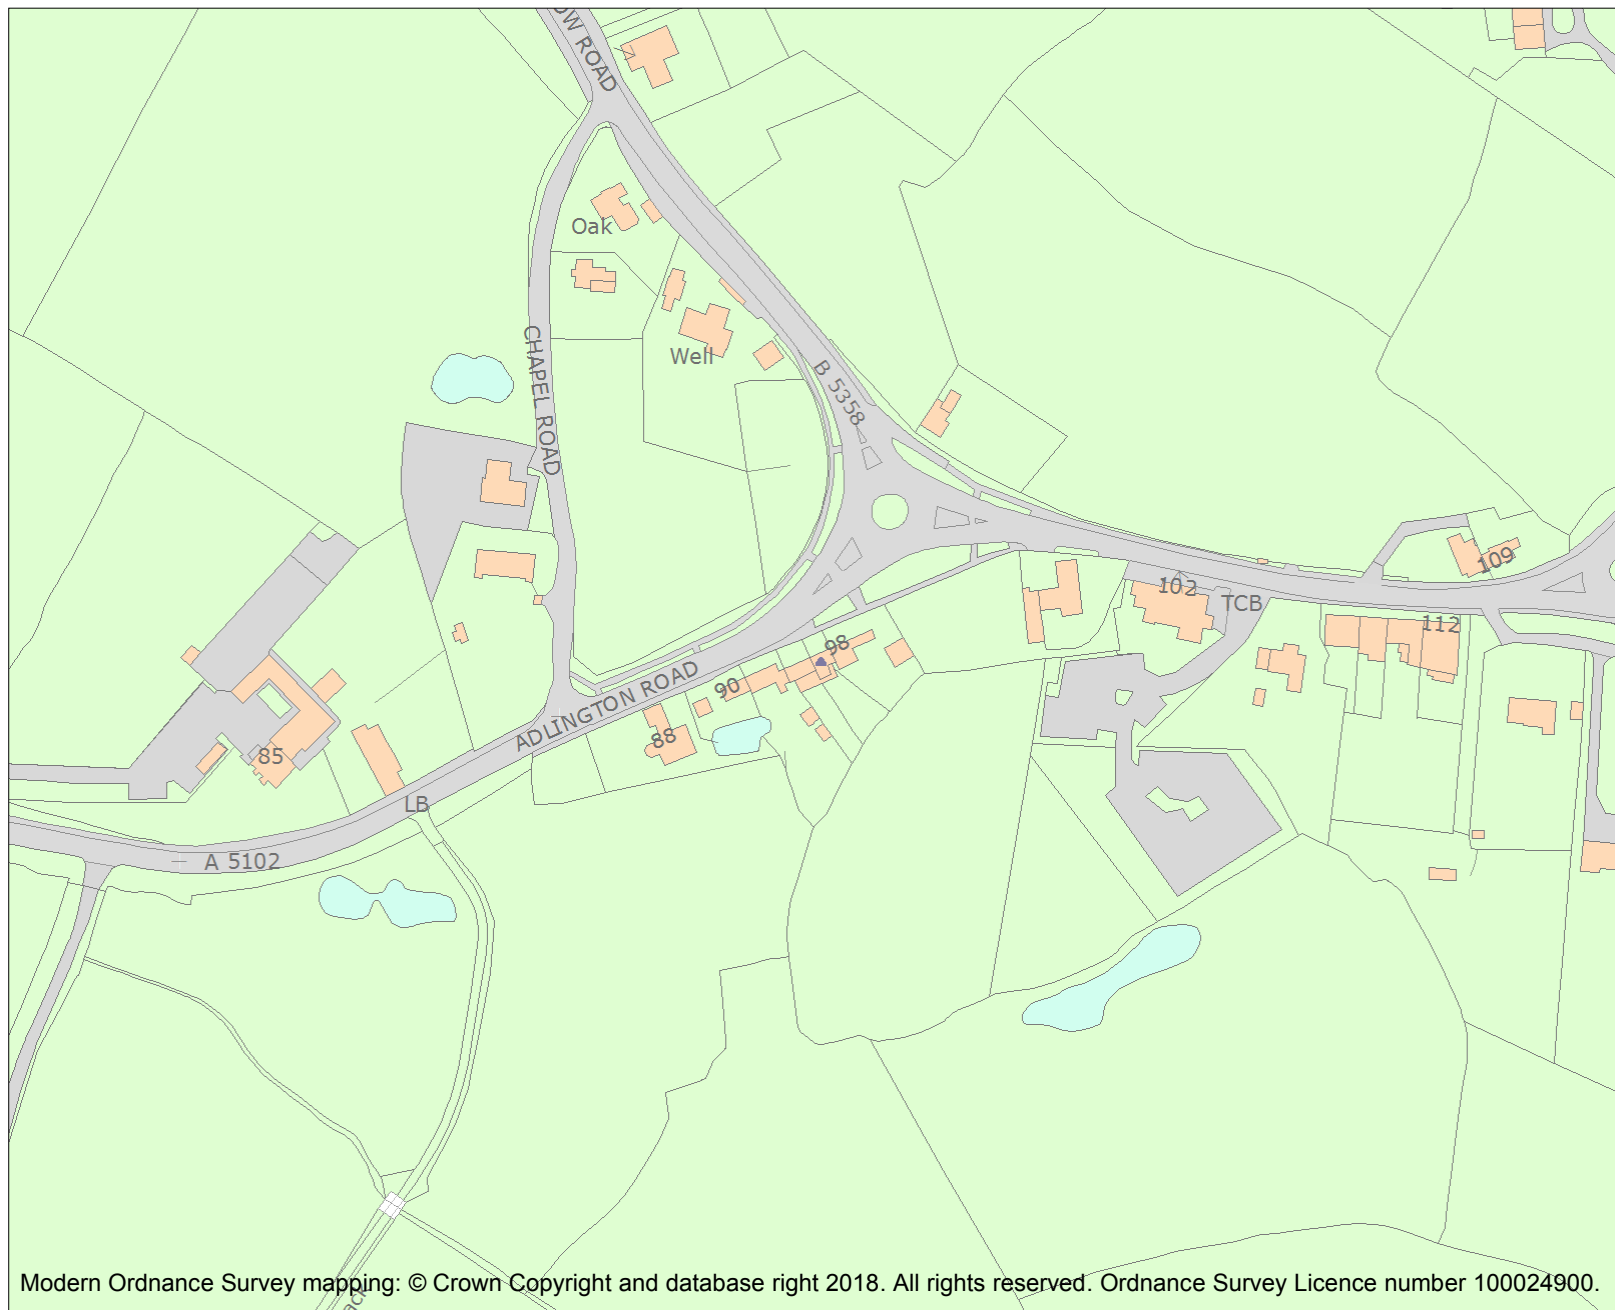 OW ROAD
Oak
Well
CHAPEL ROAD
B 5358
109
102
TCB
112
98
90
88
ADLINGTON ROAD
85
LB
A 5102
Modern Ordnance Survey mapping: © Crown Copyright and database right 2018. All rights reserved. Ordnance Survey Licence number 100024900.